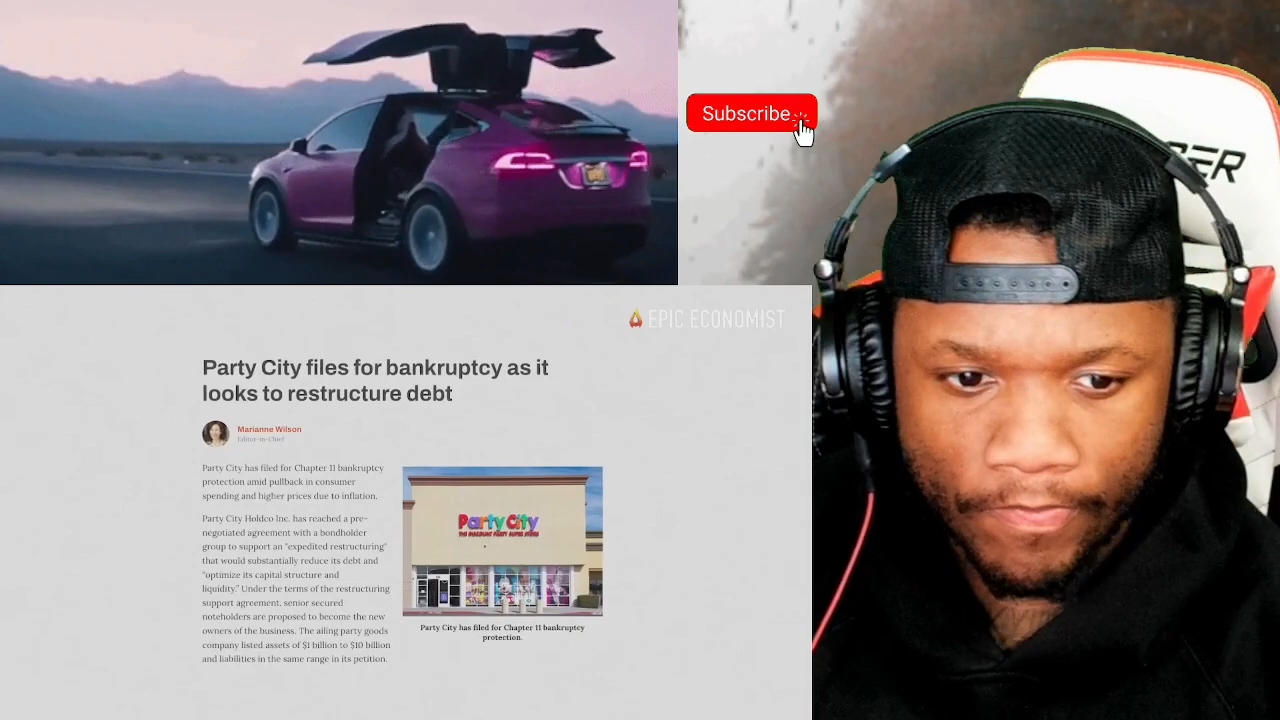 Subscribe
ER
EPIC ECONOMIST
Party City files for bankruptcy as it
looks to restructure debt
Marianne Wilson
Editor-in-Chief
Party City has filed for Chapter 11 bankruptcy
protection amid pullback in consumer
spending and higher prices due to inflation.
Party City Holdco Inc. has reached a pre-
negotiated agreement with a bondholder
group to support an "expedited restructuring"
that would substantially reduce its debt and
"optimize its capital structure and
liquidity." Under the terms of the restructuring
support agreement, senior secured
noteholders are proposed to become the new
owners of the business. The ailing party goods
company listed assets of $1 billion to $10 billion
and liabilities in the same range in its petition.
Party City
THE DISCOUNT PARTY SUPER STORE
Party City has filed for Chapter 11 bankruptcy
protection.